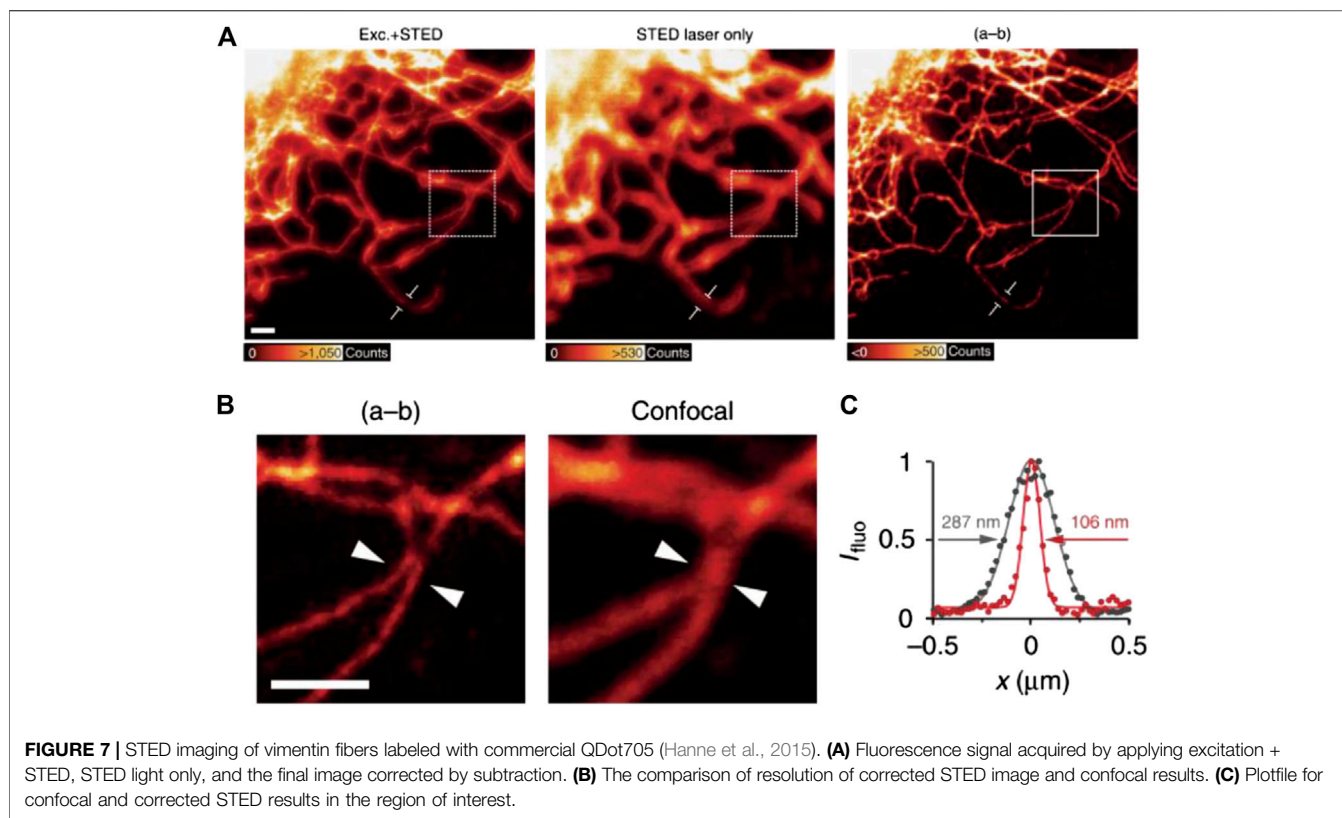 A
Exc.+STED
STED laser only
(a–b)
0 >1,050 Counts
0 >530 Counts
<0 >500 Counts
B
(a–b)
Confocal
C
1
0.5
0
287 nm
106 nm
I fluo
−0.5 0 0.5
x (μm)
FIGURE 7 | STED imaging of vimentin fibers labeled with commercial QDot705 (Hanne et al., 2015). (A) Fluorescence signal acquired by applying excitation +
STED, STED light only, and the final image corrected by subtraction. (B) The comparison of resolution of corrected STED image and confocal results. (C) Plotfile for
confocal and corrected STED results in the region of interest.